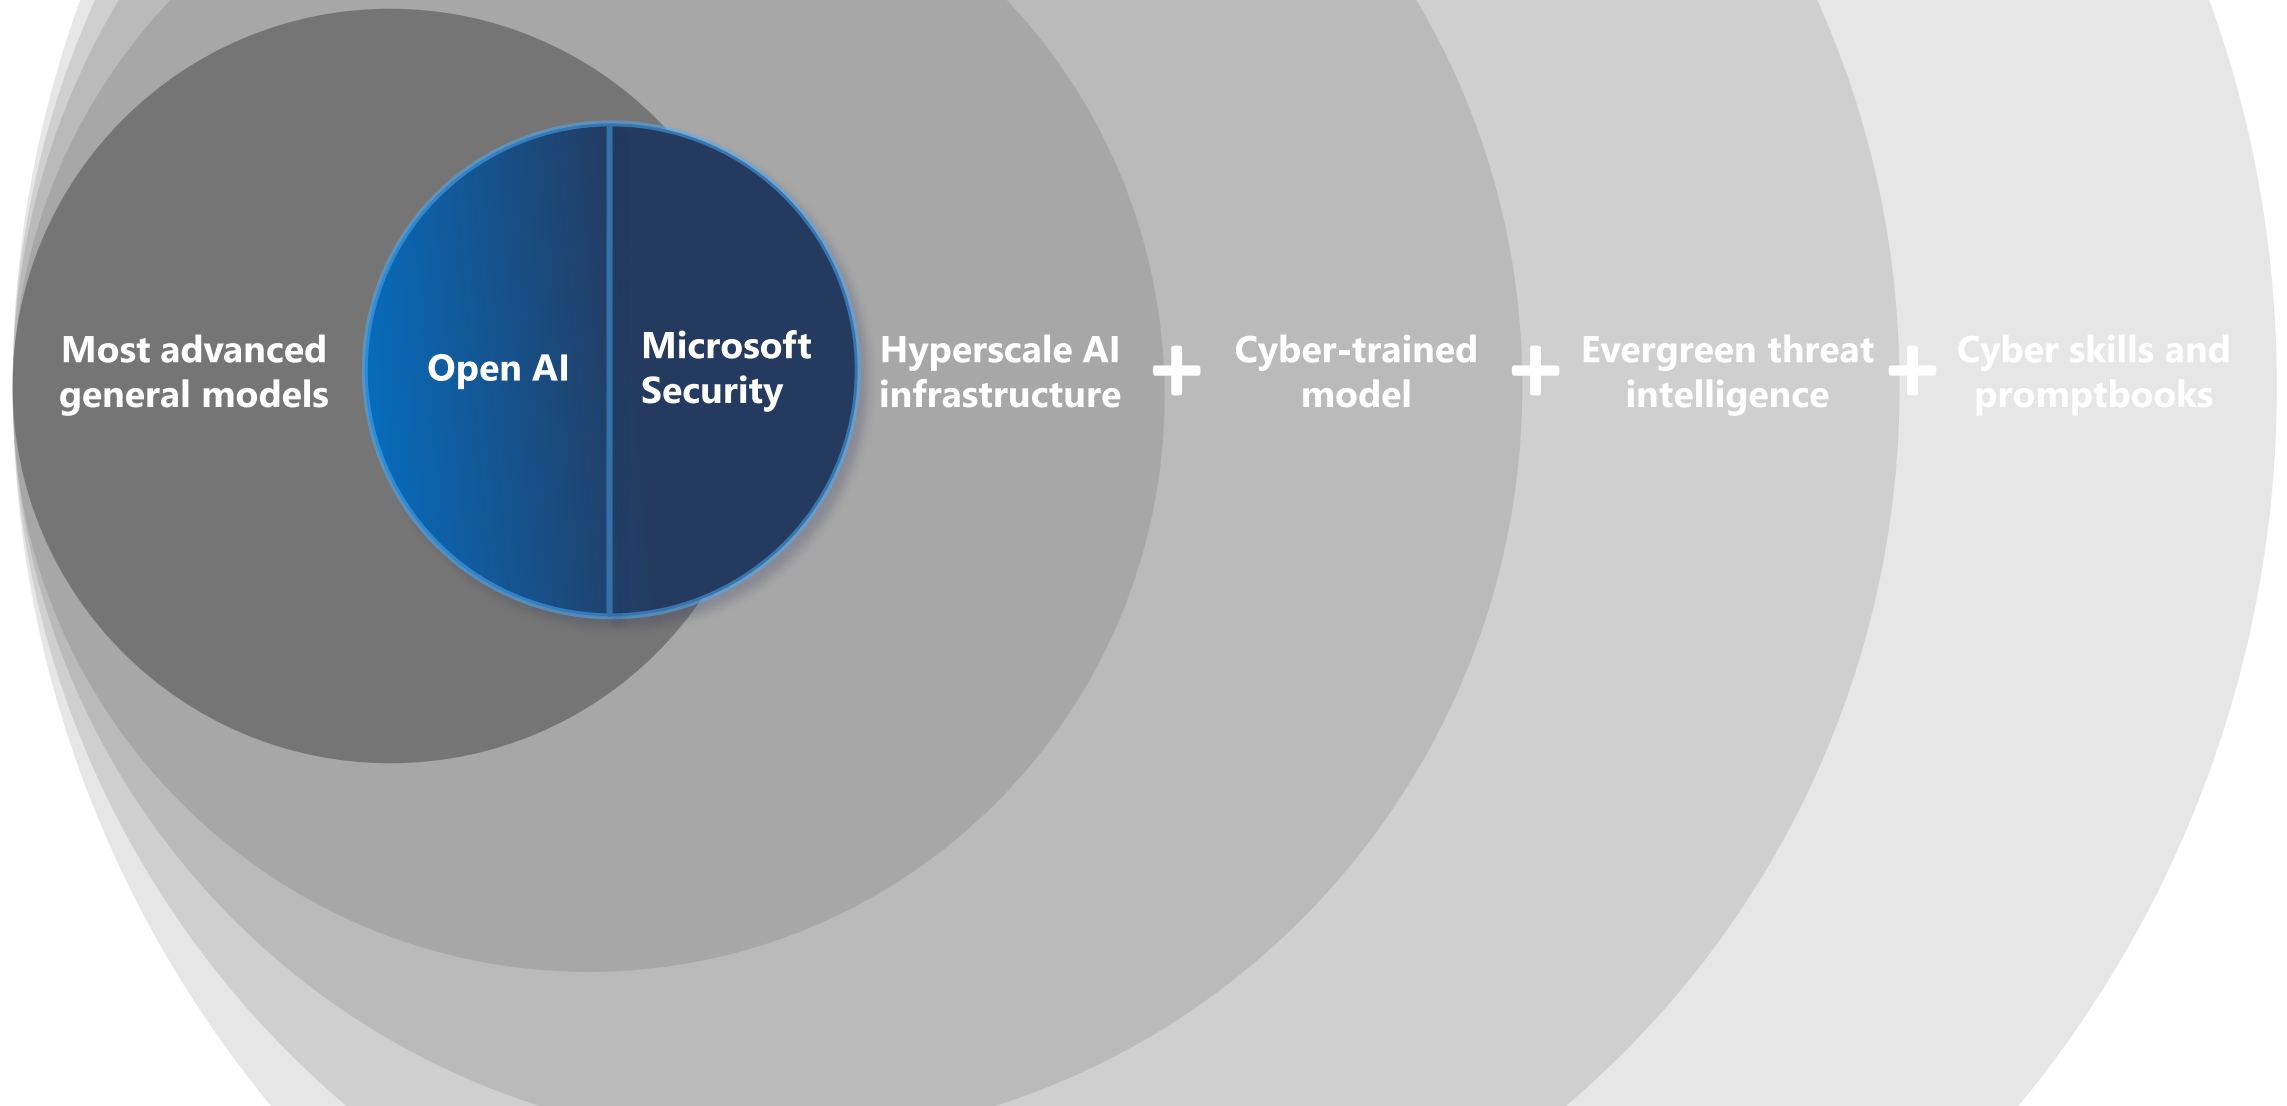 Most advanced
general models
Open AI
Microsoft
Security
Hyperscale AI
infrastructure
+
Cyber-trained
model
+
Evergreen threat
intelligence
+
Cyber skills and
promptbooks